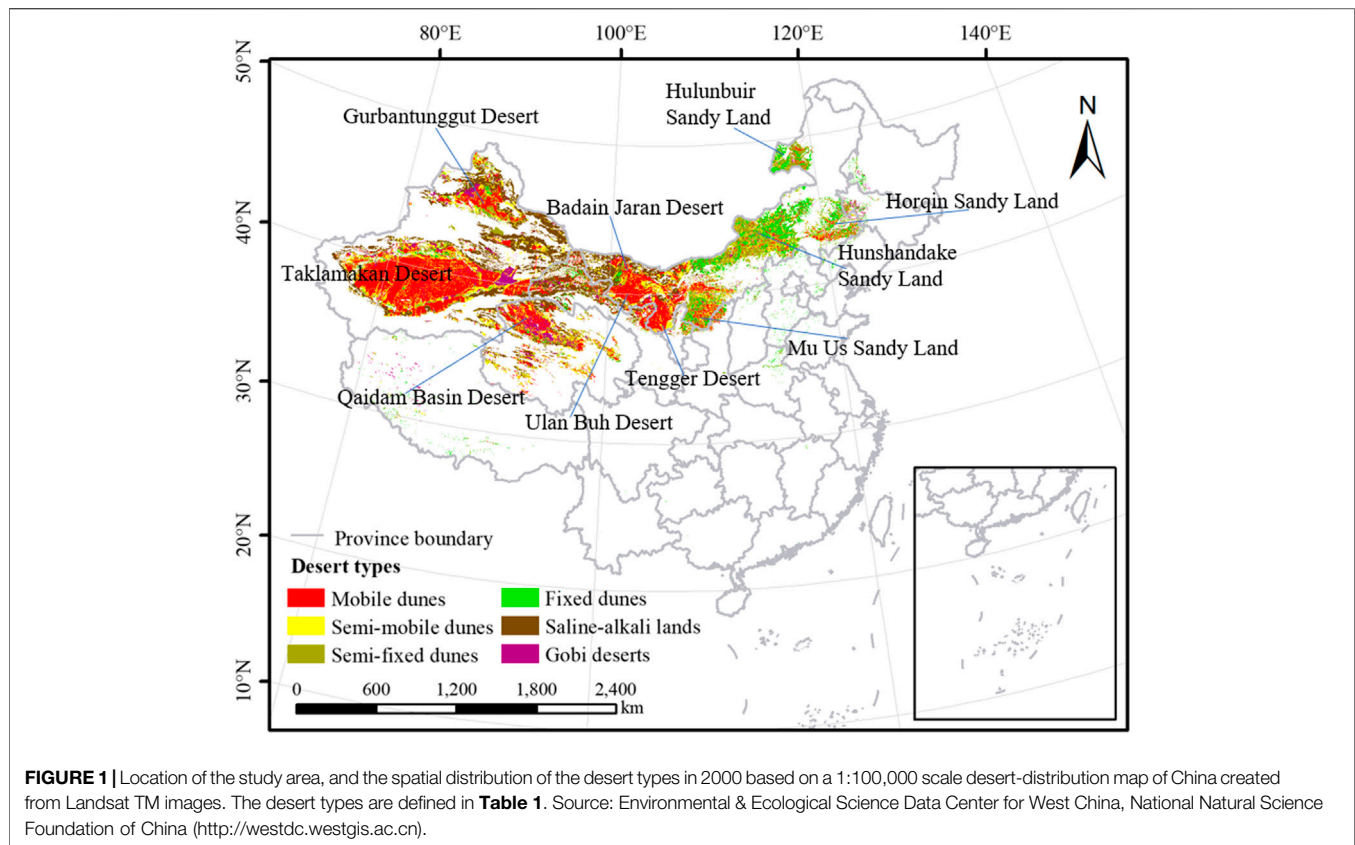 80°E 100°E 120°E 140°E
50°N
40°N
30°N
20°N
10°N
Hulunbuir
Sandy Land
N
Gurbantunggut Desert
Badain Jaran Desert
Horqin Sandy Land
Hunshandake
Sandy Land
Taklamakan Desert
Mu Us Sandy Land
Tengger Desert
Qaidam Basin Desert
Ulan Buh Desert
Province boundary
Desert types
Mobile dunes Fixed dunes
Semi-mobile dunes Saline-alkali lands
Semi-fixed dunes Gobi deserts
0 600 1,200 1,800 2,400
km
FIGURE 1 | Location of the study area, and the spatial distribution of the desert types in 2000 based on a 1:100,000 scale desert-distribution map of China created
from Landsat TM images. The desert types are defined in Table 1. Source: Environmental & Ecological Science Data Center for West China, National Natural Science
Foundation of China (http://westdc.westgis.ac.cn).